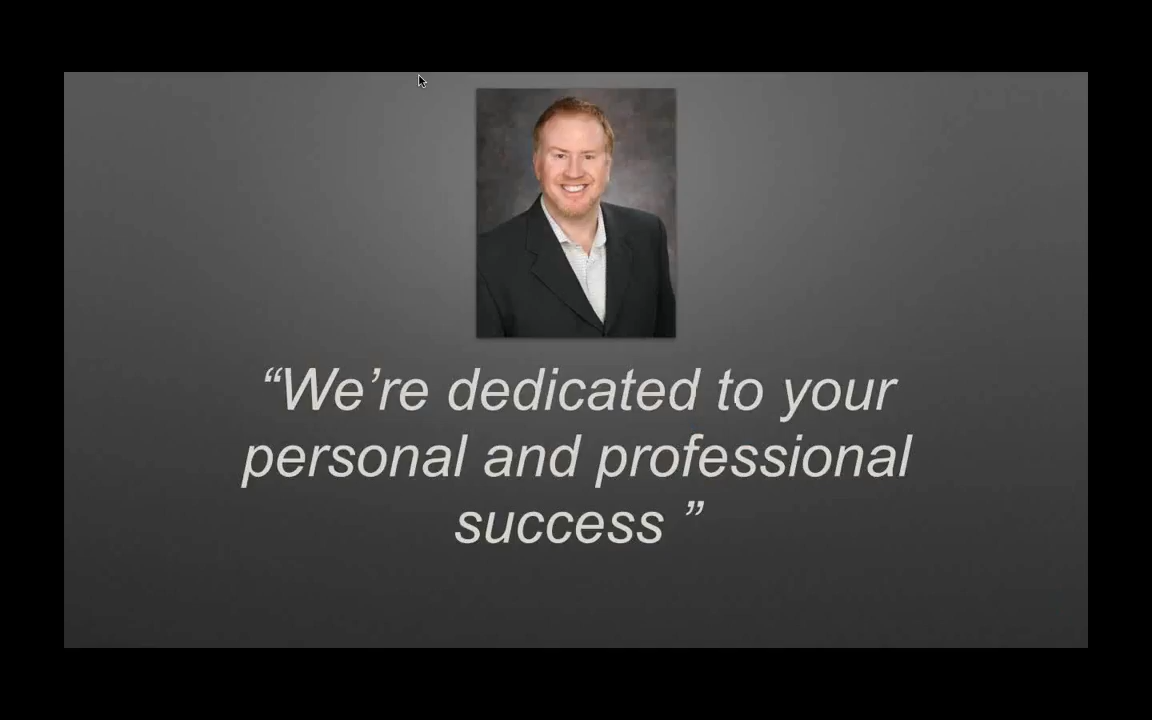 “We’re dedicated to your
personal and professional
success ”